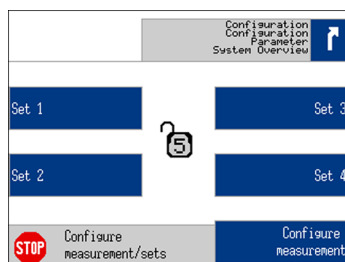 Configuration
Configuration
Parameter
System Overview
Set 1
Set 3
5
Set 2
Set 4
STOP
Configure
measurement/sets
Configure
measurement